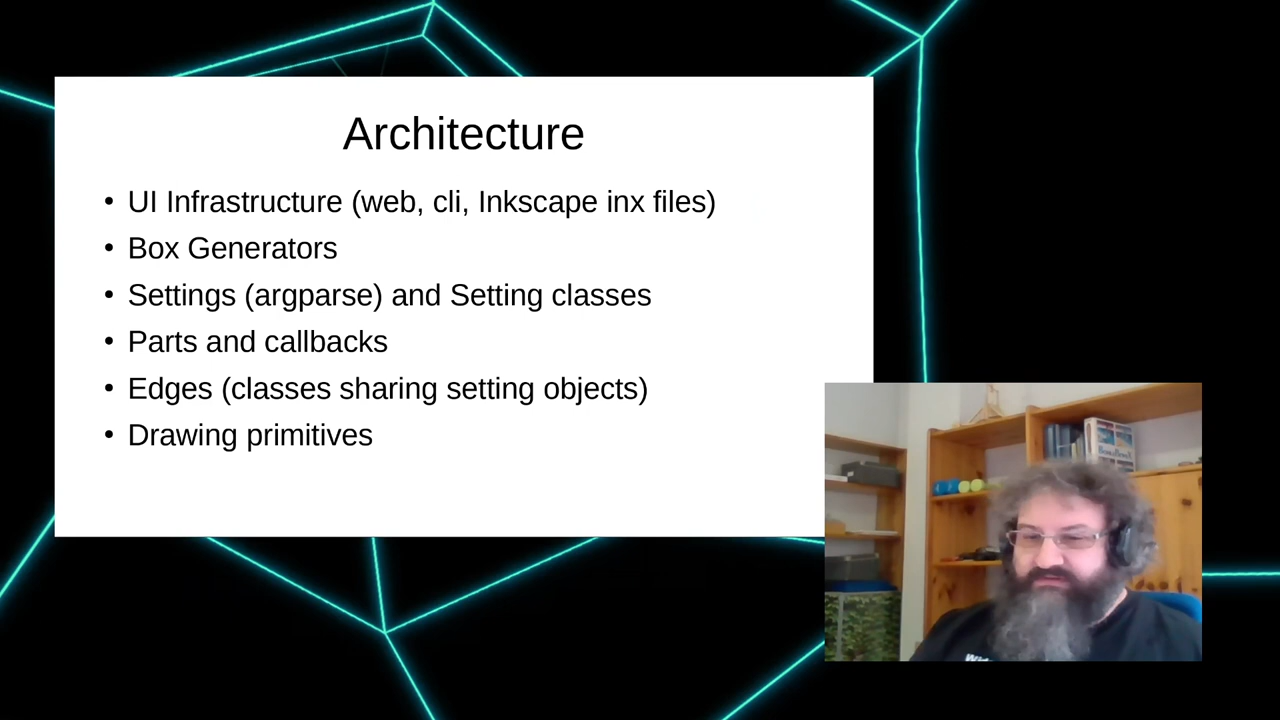 Architecture
• UI Infrastructure (web, cli, Inkscape inx files)
• Box Generators
• Settings (argparse) and Setting classes
• Parts and callbacks
• Edges (classes sharing setting objects)
• Drawing primitives